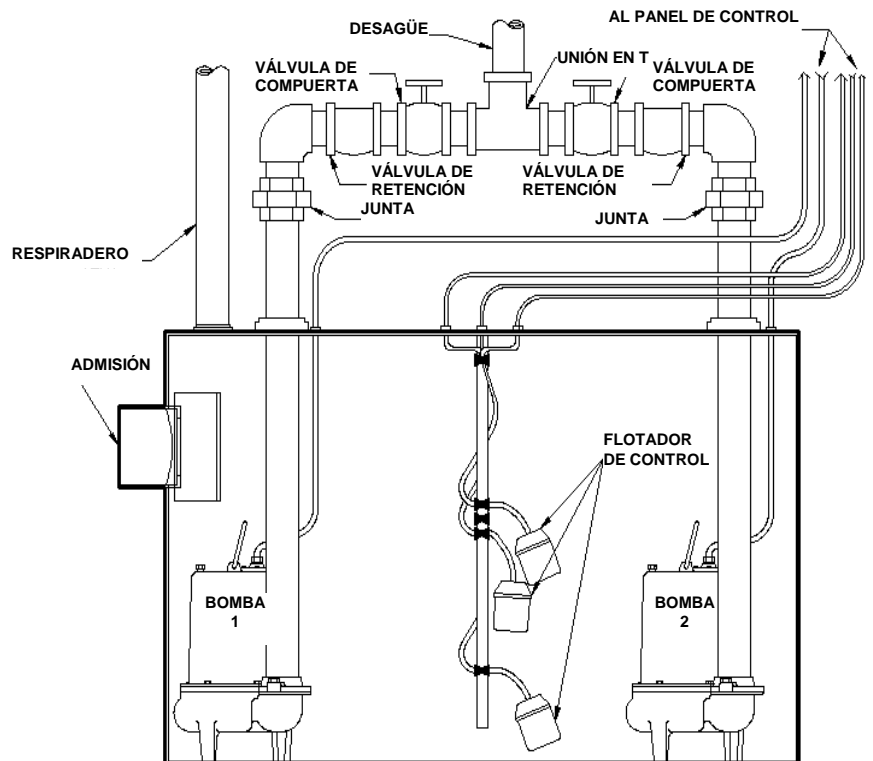 AL PANEL DE CONTROL
DESAGÜE
UNIÓN EN T
VÁLVULA DE
COMPUERTA
VÁLVULA DE
COMPUERTA
VÁLVULA DE
RETENCIÓN
VÁLVULA DE
RETENCIÓN
JUNTA
JUNTA
RESPIRADERO
ADMISIÓN
FLOTADOR
DE CONTROL
BOMBA
1
BOMBA
2